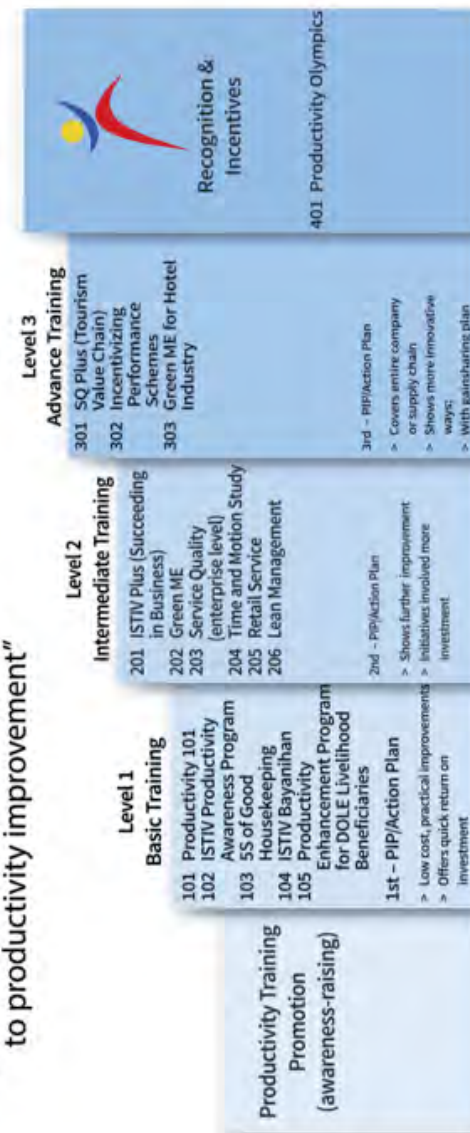 to productivity improvement"
Productivity Training
Promotion
(awareness-raising)
Level 1
Basic Training
101 Productivity 101
102 ISTIV Productivity
Awareness Program
103 5S of Good
Housekeeping
104 ISTIV Bayanihan
105 Productivity
Enhancement Program
for DOLE Livelihood
Beneficiaries
1st – PIP/Action Plan
> Low cost, practical improvements
> Offers quick return on
investment
Level 2
Intermediate Training
201 ISTIV Plus (Succeeding
in Business)
202 Green ME
203 Service Quality
(enterprise level)
204 Time and Motion Study
205 Retail Service
206 Lean Management
2nd – PIP/Action Plan
> Shows further improvement
> Initiatives involved more
investment
Level 3
Advance Training
301 SQ Plus (Tourism
Value Chain)
302 Incentivizing
Performance
Schemes
303 Green ME for Hotel
Industry
3rd – PIP/Action Plan
> Covers entire company
or supply chain
> Shows more innovative
ways;
> With gainsharing plan
Recognition &
Incentives
401 Productivity Olympics